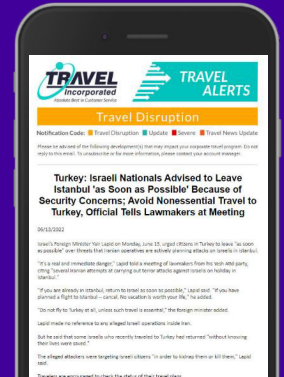 TRAVEL
Incorporated
Absolute Best in Customer Service
TRAVEL
ALERTS
Travel Disruption
Notification Code: Travel Disruption Update Severe Travel News Update
Please be advised of the following development(s) that may impact your corporate travel program. Do not
reply to this email. To unsubscribe or for more information, please contact your account manager.
Turkey: Israeli Nationals Advised to Leave
Istanbul 'as Soon as Possible' Because of
Security Concerns; Avoid Nonessential Travel to
Turkey, Official Tells Lawmakers at Meeting
06/13/2022
Israel's Foreign Minister Yair Lapid on Monday, June 13, urged citizens in Turkey to leave "as soon
as possible" over threats that Iranian operatives are actively planning attacks on Israelis in Istanbul.
"It's a real and immediate danger," Lapid told a meeting of lawmakers from his Yesh Atid party,
citing "several Iranian attempts at carrying out terror attacks against Israelis on holiday in
Istanbul."
"If you are already in Istanbul, return to Israel as soon as possible," Lapid said. "If you have
planned a flight to Istanbul -- cancel. No vacation is worth your life," he added.
"Do not fly to Turkey at all, unless such travel is essential," the foreign minister added.
Lapid made no reference to any alleged Israeli operations inside Iran.
But he said that some Israelis who recently traveled to Turkey had returned "without knowing
their lives were saved."
The alleged attackers were targeting Israeli citizens "in order to kidnap them or kill them," Lapid
said.
Travelers are encouraged to check the status of their travel plans